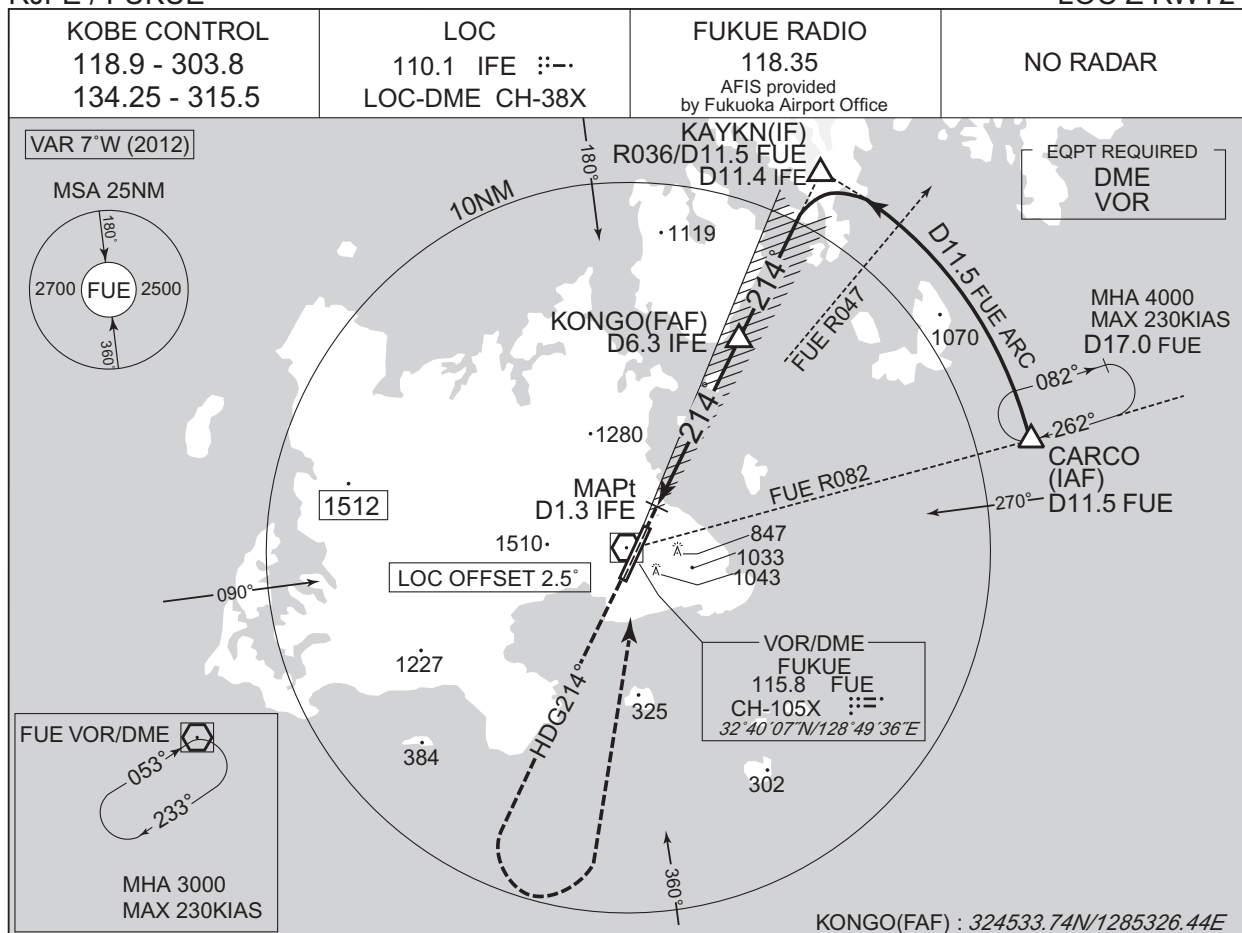 KOBE CONTROL
118.9 - 303.8
134.25 - 315.5
LOC
110.1 IFE
LOC-DME CH-38X
FUKUE RADIO
118.35
AFIS provided
by Fukuoka Airport Office
NO RADAR
VAR 7°W (2012)
MSA 25NM
180°
2700
FUE
2500
360°
180°
10NM
KAYKN(IF)
R036/D11.5 FUE
D11.4 IFE
EQPT REQUIRED
DME
VOR
1119
214°
FUE R047
D11.5 FUE ARC
KONGO(FAF)
D6.3 IFE
1070
MHA 4000
MAX 230KIAS
D17.0 FUE
082°
262°
214°
1280
CARCO
(IAF)
D11.5 FUE
FUE R082
270°
1512
MAPt
D1.3 IFE
1510
847
1033
1043
LOC OFFSET 2.5°
090°
VOR/DME
FUKUE
115.8 FUE
CH-105X
32°40´07˝N/128°49´36˝E
1227
HDG214°
325
384
302
FUE VOR/DME
053°
233°
MHA 3000
MAX 230KIAS
360°
KONGO(FAF) : 324533.74N/1285326.44E